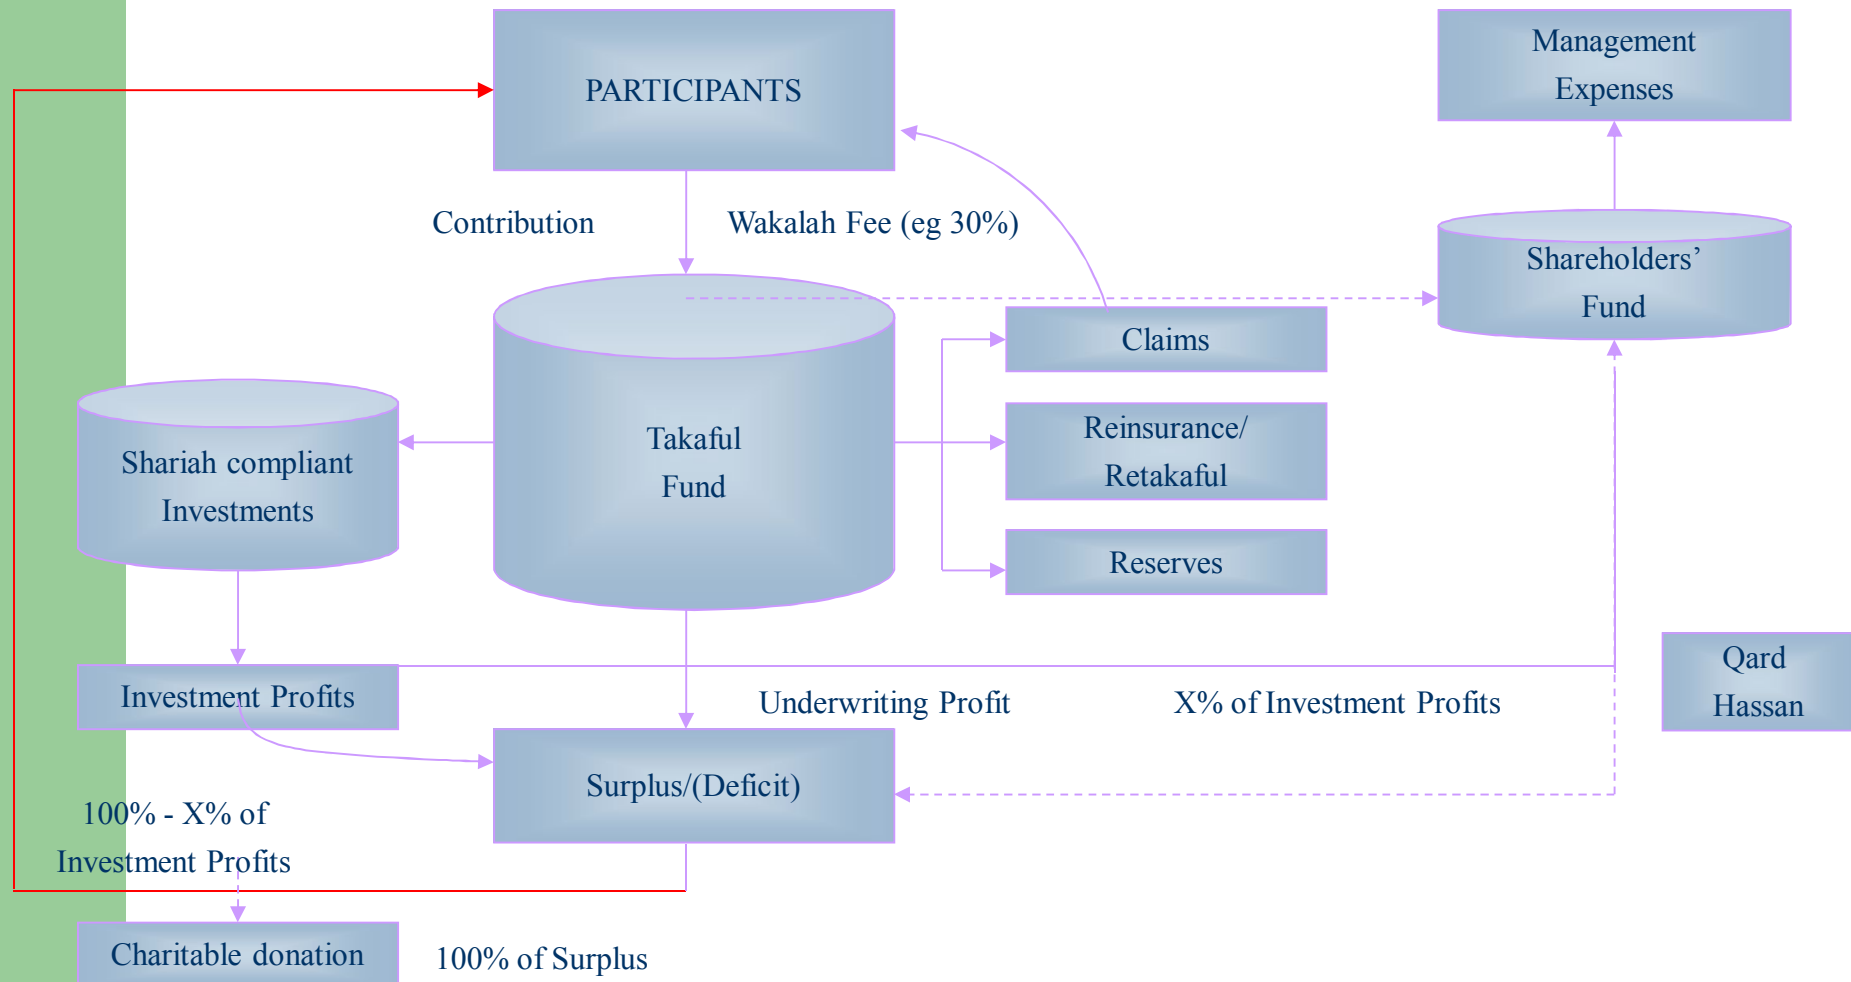 PARTICIPANTS
Management
Expenses
Contribution
Wakalah Fee (eg 30%)
Shareholders’
Fund
Claims
Takaful
Fund
Reinsurance/
Retakaful
Shariah compliant
Investments
Reserves
Investment Profits
Underwriting Profit
X% of Investment Profits
Qard
Hassan
Surplus/(Deficit)
100% - X% of
Investment Profits
Charitable donation
100% of Surplus